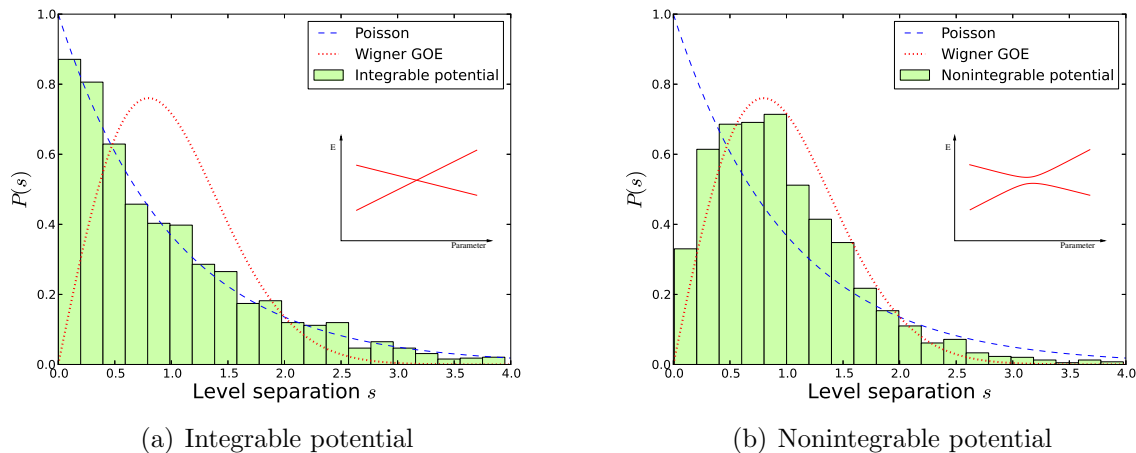 1.0
0.8
0.6
0.4
0.2
0.0
P(s)
0.0 0.5 1.0 1.5 2.0 2.5 3.0 3.5 4.0
Level separation s
Poisson
Wigner GOE
Integrable potential
E
Parameter
(a) Integrable potential
1.0
0.8
0.6
0.4
0.2
0.0
P(s)
0.0 0.5 1.0 1.5 2.0 2.5 3.0 3.5 4.0
Level separation s
Poisson
Wigner GOE
Nonintegrable potential
E
Parameter
(b) Nonintegrable potential